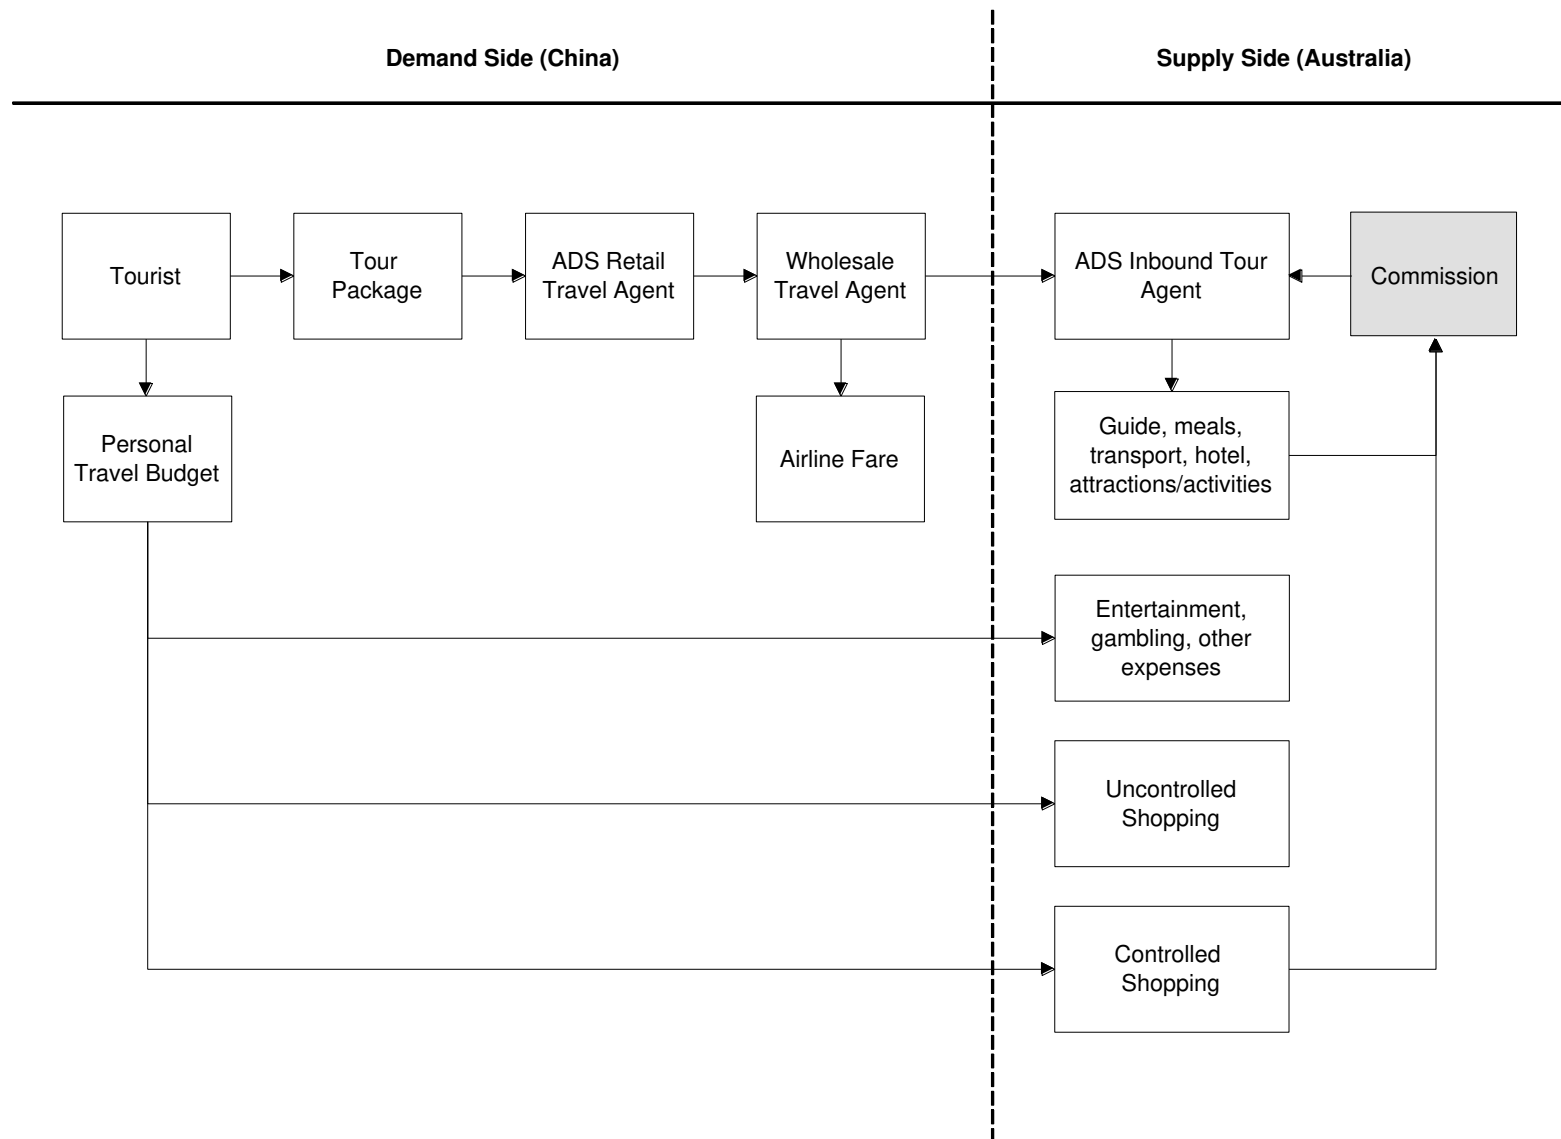 Demand Side (China)
Supply Side (Australia)
Tourist
Tour
Package
ADS Retail
Travel Agent
Wholesale
Travel Agent
ADS Inbound Tour
Agent
Commission
Personal
Travel Budget
Airline Fare
Guide, meals,
transport, hotel,
attractions/activities
Entertainment,
gambling, other
expenses
Uncontrolled
Shopping
Controlled
Shopping